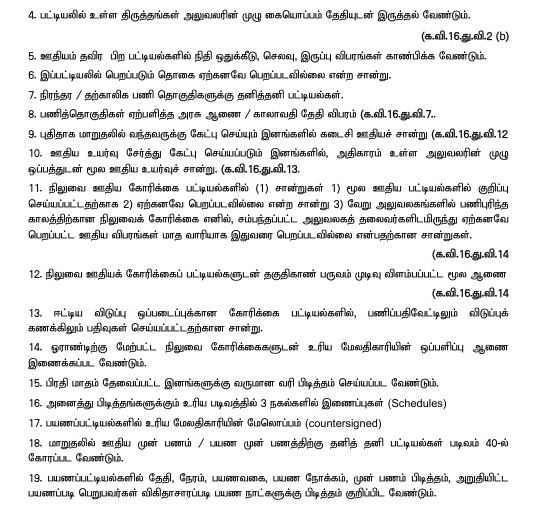 4. பட்டியலில் உள்ள திருத்தங்கள் அலுவலரின் முழு கையொப்பம் தேதியுடன் இருத்தல் வேண்டும்.
(க.வி.16.து.வி.2 (b)
5. ஊதியம் தவிர பிற பட்டியல்களில் நிதி ஒதுக்கீடு, செலவு, இருப்பு விபரங்கள் காண்பிக்க வேண்டும்.
6. இப்பட்டியலில் பெறப்படும் தொகை ஏற்கனவே பெறப்படவில்லை என்ற சான்று.
7. நிரந்தர / தற்காலிக பணி தொகுதிகளுக்கு தனித்தனி பட்டியல்கள்.
8. பணித்தொகுதிகள் ஏற்பளித்த அரசு ஆணை / காலாவதி தேதி விபரம் (க.வி.16.து.வி.7..
9. புதிதாக மாறுதலில் வந்தவருக்கு கேட்பு செய்யும் இனங்களில் கடைசி ஊதியச் சான்று (க.வி.16.து.வி.12
10. ஊதிய உயர்வு சேர்த்து கேட்பு செய்யப்படும் இனங்களில், அதிகாரம் உள்ள அலுவலரின் முழு
ஒப்பத்துடன் மூல ஊதிய உயர்வுச் சான்று. (க.வி.16.து.வி.13.
11. நிலுவை ஊதிய கோரிக்கை பட்டியல்களில் (1) சான்றுகள் 1) மூல ஊதிய பட்டியல்களில் குறிப்பு
செய்யப்பட்டதற்காக 2) ஏற்கனவே பெறப்படவில்லை என்ற சான்று 3) வேறு அலுவலகங்களில் பணிபுரிந்த
காலத்திற்கான நிலுவைக் கோரிக்கை எனில், சம்பந்தப்பட்ட அலுவலகத் தலைவர்களிடமிருந்து ஏற்கனவே
பெறப்பட்ட ஊதிய விபரங்கள் மாத வாரியாக இதுவரை பெறப்படவில்லை என்பதற்கான சான்றுகள்.
(க.வி.16.து.வி.14
12. நிலுவை ஊதியக் கோரிக்கைப் பட்டியல்களுடன் தகுதிகாண் பருவம் முடிவு விளம்பப்பட்ட மூல ஆணை
(க.வி.16.து.வி.14
13. ஈட்டிய விடுப்பு ஒப்படைப்புக்கான கோரிக்கை பட்டியல்களில், பணிப்பதிவேட்டிலும் விடுப்புக்
கணக்கிலும் பதிவுகள் செய்யப்பட்டதற்கான சான்று.
14. ஓராண்டிற்கு மேற்பட்ட நிலுவை கோரிக்கைகளுடன் உரிய மேலதிகாரியின் ஒப்பளிப்பு ஆணை
இணைக்கப்பட வேண்டும்.
15. பிரதி மாதம் தேவைப்பட்ட இனங்களுக்கு வருமான வரி பிடித்தம் செய்யப்பட வேண்டும்.
16. அனைத்து பிடித்தங்களுக்கும் உரிய படிவத்தில் 3 நகல்களில் இணைப்புகள் (Schedules)
17. பயணப்பட்டியல்களில் உரிய மேலதிகாரியின் மேலொப்பம் (countersigned)
18. மாறுதலில் ஊதிய முன் பணம் / பயண முன் பணத்திற்கு தனித் தனி பட்டியல்கள் படிவம் 40-ல்
கோரப்பட வேண்டும்.
19. பயணப்பட்டியல்களில் தேதி, நேரம், பயணவகை, பயண நோக்கம், முன் பணம் பிடித்தம், அறுதியிட்ட
பயணப்படி பெறுபவர்கள் விகிதாசாரப்படி பயண நாட்களுக்கு பிடித்தம் குறிப்பிட வேண்டும்.